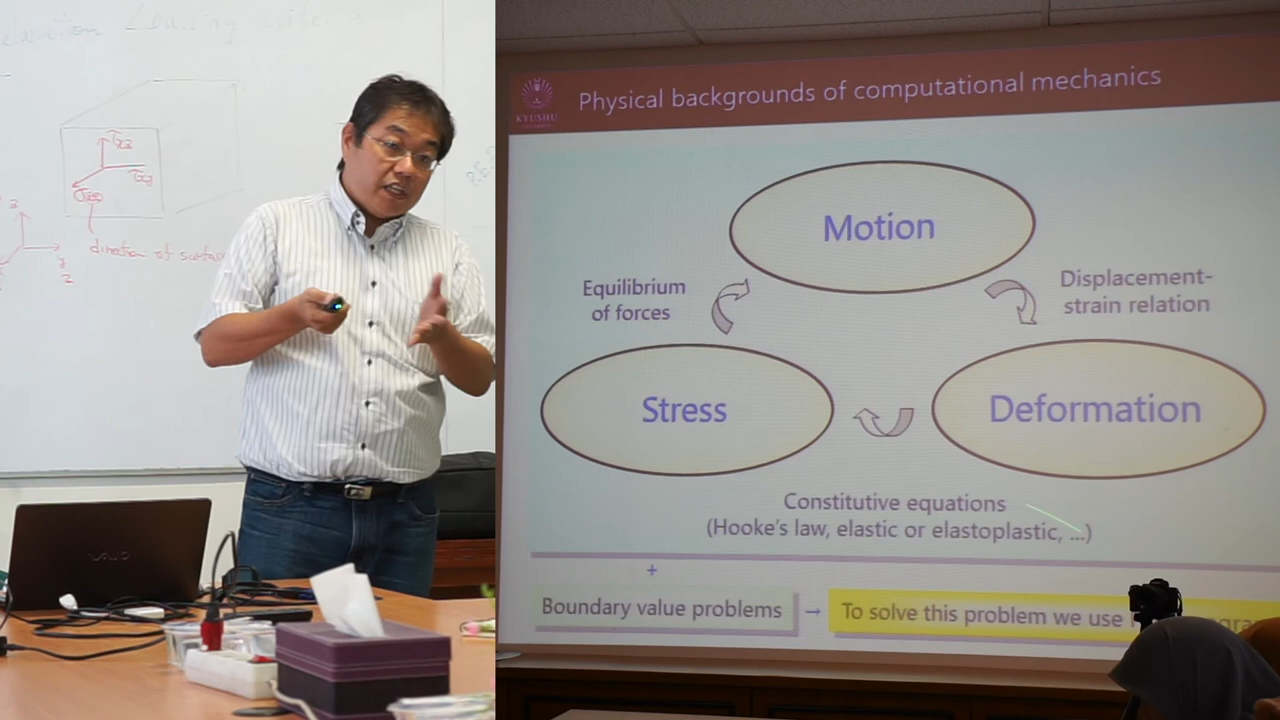 direction of surface
y
z
VAIO
KYUSHU
Physical backgrounds of computational mechanics
Motion
Equilibrium
of forces
Displacement-
strain relation
Stress
Deformation
Constitutive equations
(Hooke's law, elastic or elastoplastic, ...)
+
Boundary value problems → To solve this problem we use